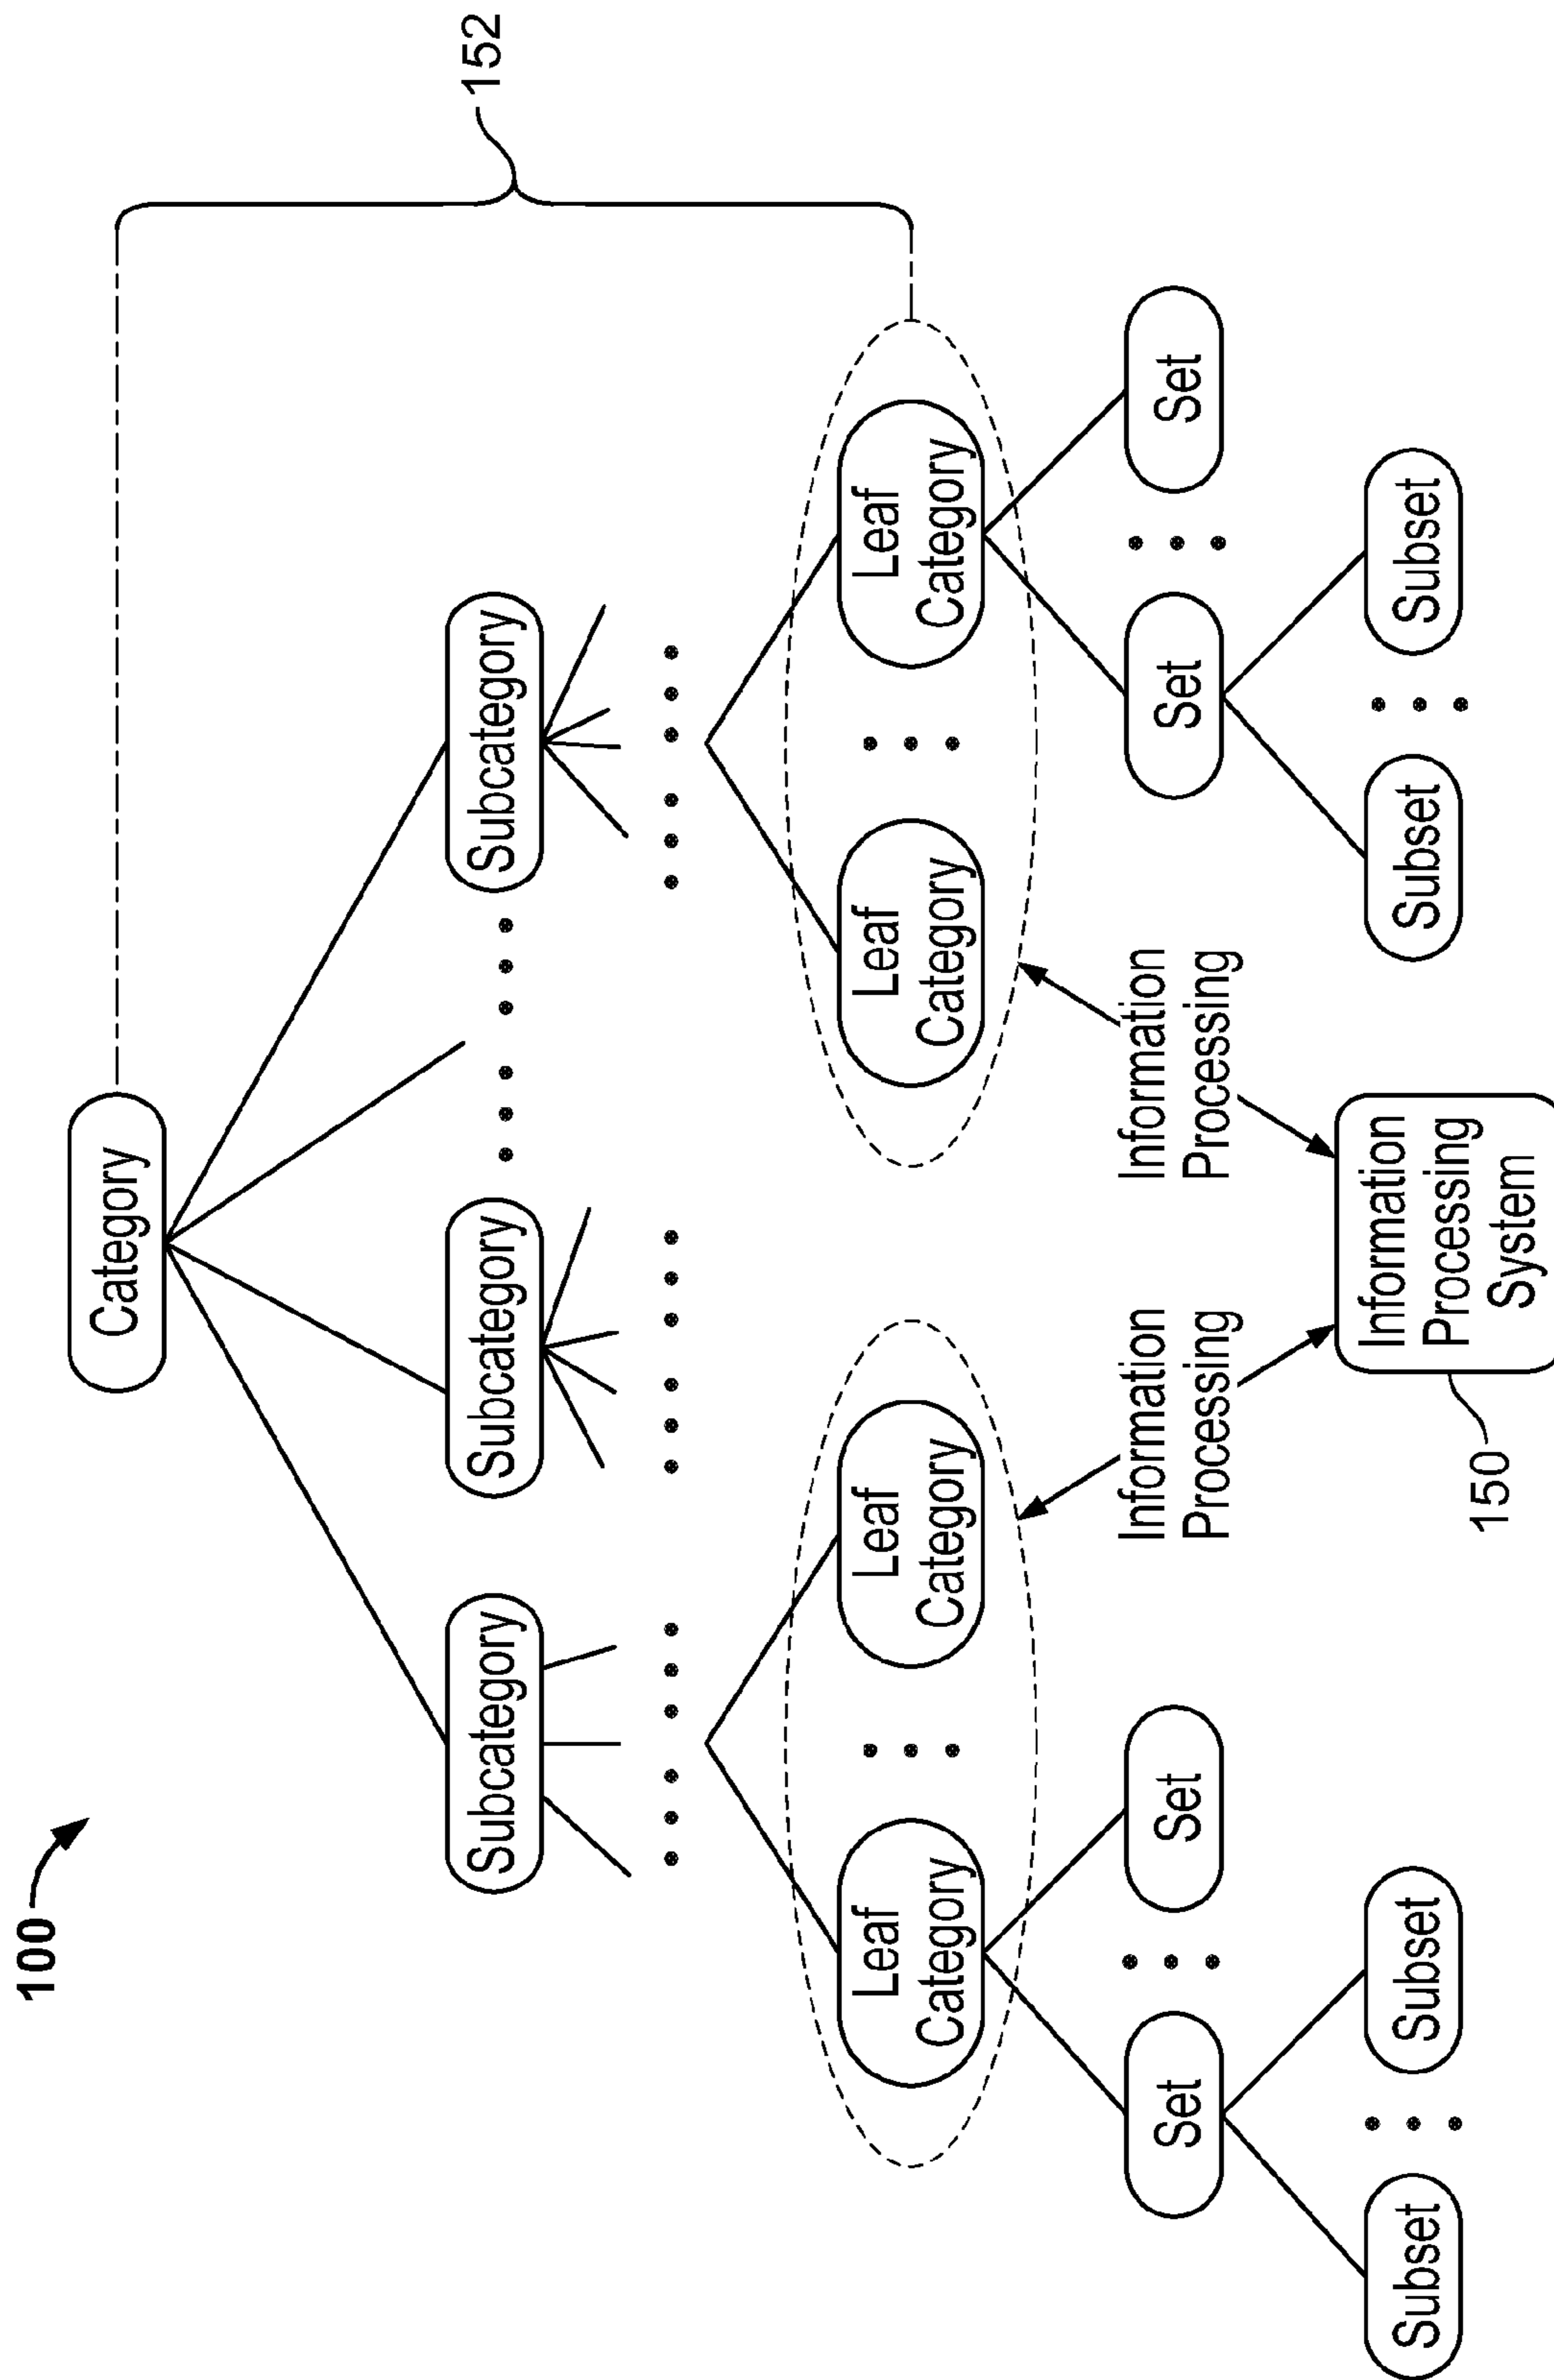 100
Category
152
Subcategory
Subcategory
Subcategory
Leaf
Category
Leaf
Category
Leaf
Category
Leaf
Category
Set
Set
Information
Processing
Information
Processing
Set
Set
Subset
Subset
Information
Processing
System
150
Subset
Subset